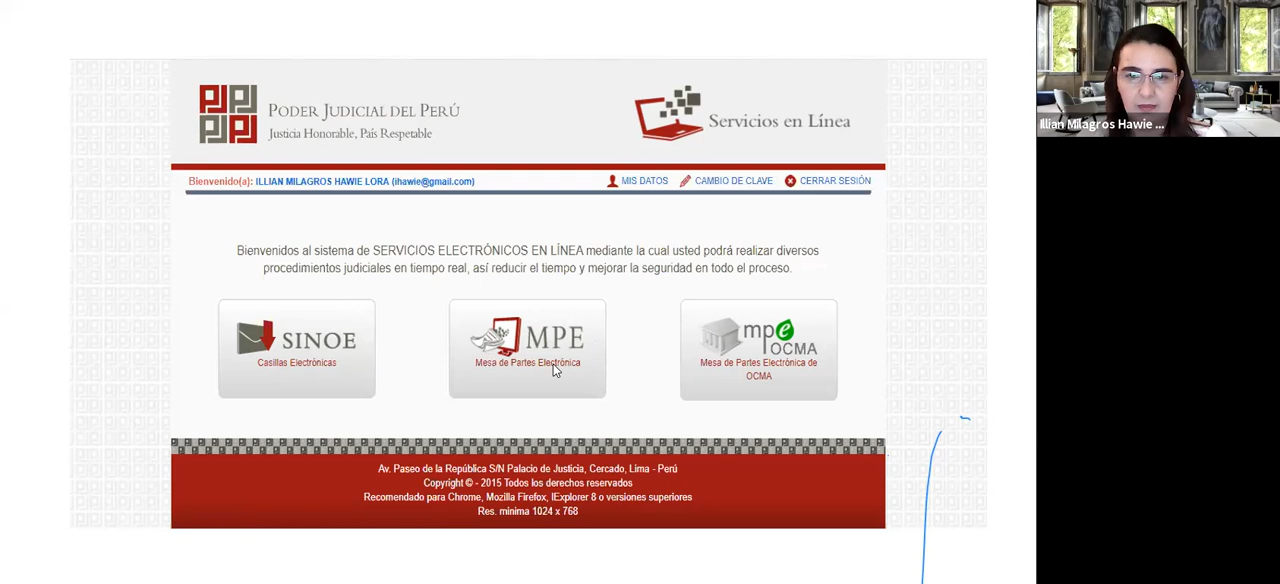 PODER JUDICIAL DEL PERÚ
Justicia Honorable, País Respetable
Servicios en Línea
Bienvenido(a): ILLIAN MILAGROS HAWIE LORA (ihawie@gmail.com)
MIS DATOS
CAMBIO DE CLAVE
CERRAR SESIÓN
Bienvenidos al sistema de SERVICIOS ELECTRÓNICOS EN LÍNEA mediante la cual usted podrá realizar diversos
procedimientos judiciales en tiempo real, así reducir el tiempo y mejorar la seguridad en todo el proceso.
SINOE
Casillas Electrónicas
MPE
Mesa de Partes Electrónica
mpe
OCMA
Mesa de Partes Electrónica de
OCMA
Av. Paseo de la República S/N Palacio de Justicia, Cercado, Lima - Perú
Copyright © - 2015 Todos los derechos reservados
Recomendado para Chrome, Mozilla Firefox, IExplorer 8 o versiones superiores
Res. mínima 1024 x 768
Illian Milagros Hawie ...